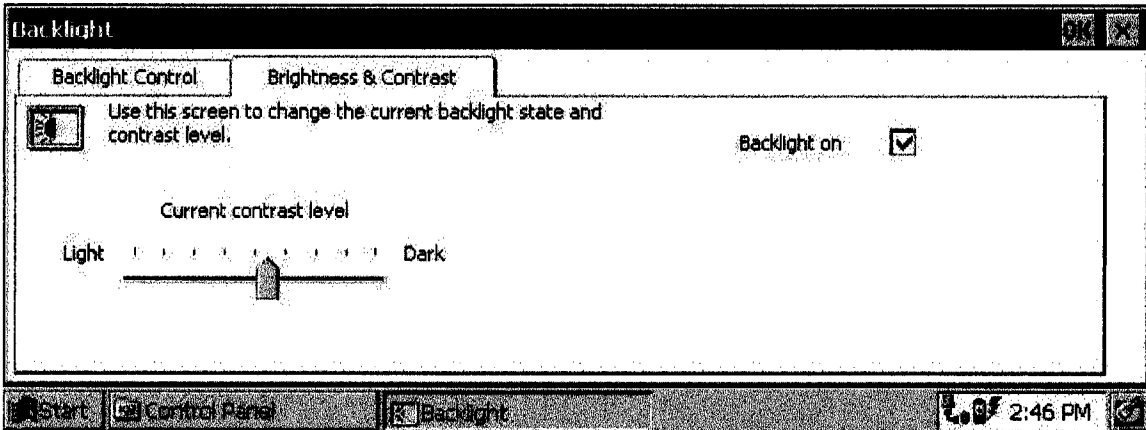 Backlight OK ×
Backlight Control Brightness & Contrast
Use this screen to change the current backlight state and
contrast level.
Backlight on
Current contrast level
Light Dark
Start Control Panel Backlight 2:46 PM